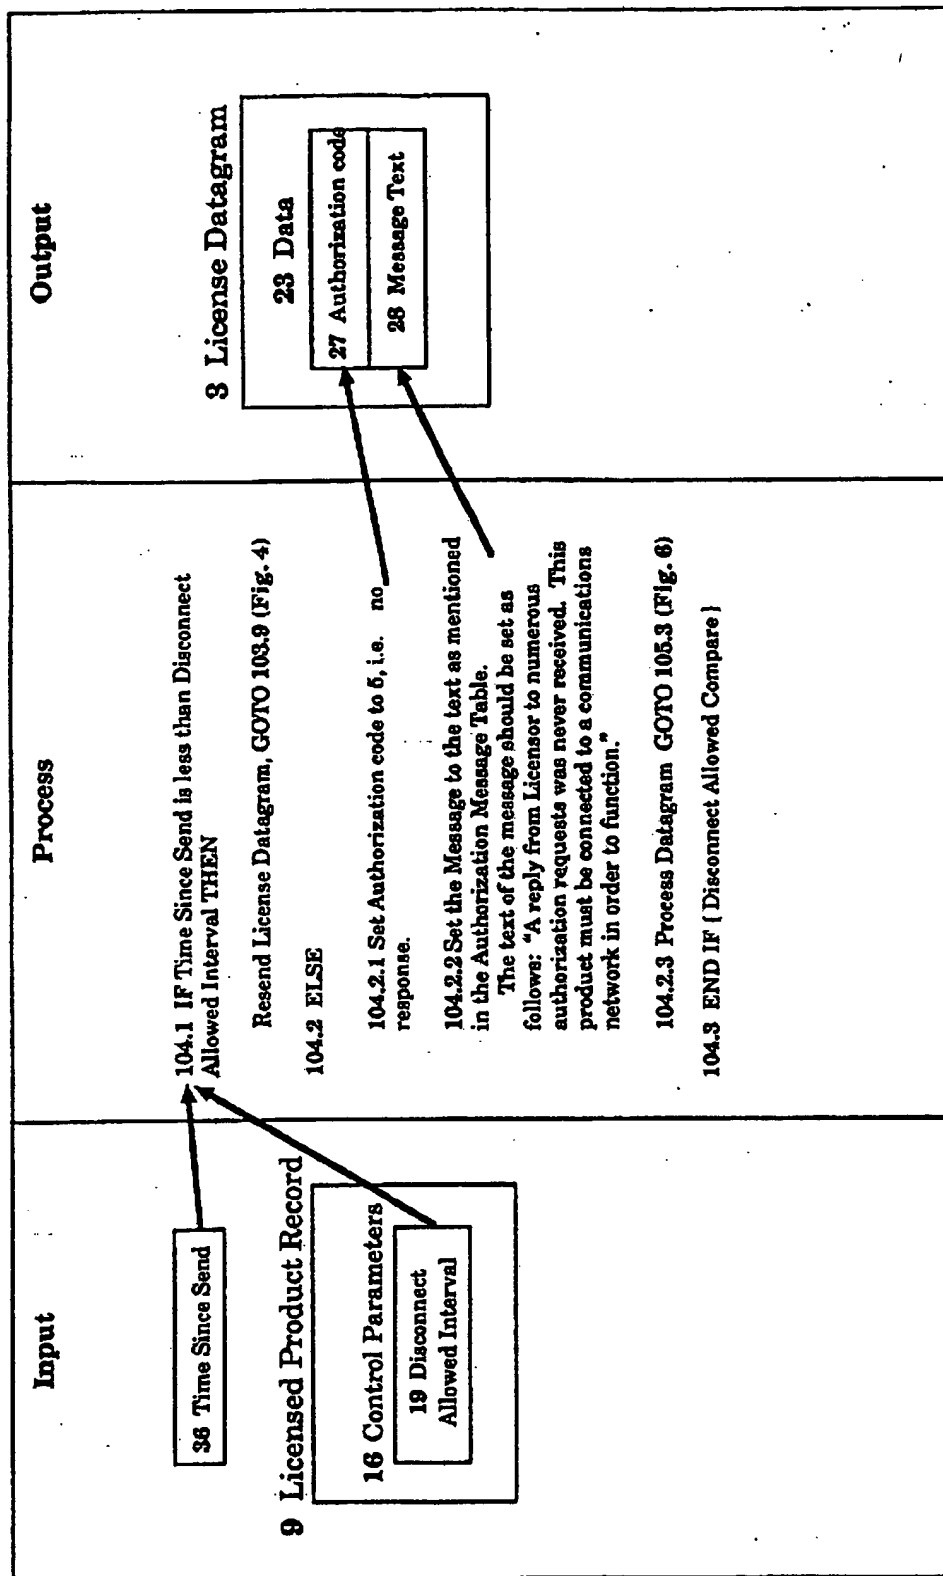 Input
36 Time Since Send
9 Licensed Product Record
16 Control Parameters
19 Disconnect
Allowed Interval
Process
104.1 IF Time Since Send is less than Disconnect
Allowed Interval THEN
Resend License Datagram, GOTO 103.9 (Fig. 4)
104.2 ELSE
104.2.1 Set Authorization code to 5, i.e. no
response.
104.2.2 Set the Message to the text as mentioned
in the Authorization Message Table.
The text of the message should be set as
follows: "A reply from Licensor to numerous
authorization requests was never received. This
product must be connected to a communications
network in order to function."
104.2.3 Process Datagram GOTO 105.3 (Fig. 6)
104.3 END IF { Disconnect Allowed Compare }
Output
3 License Datagram
23 Data
27 Authorization code
28 Message Text